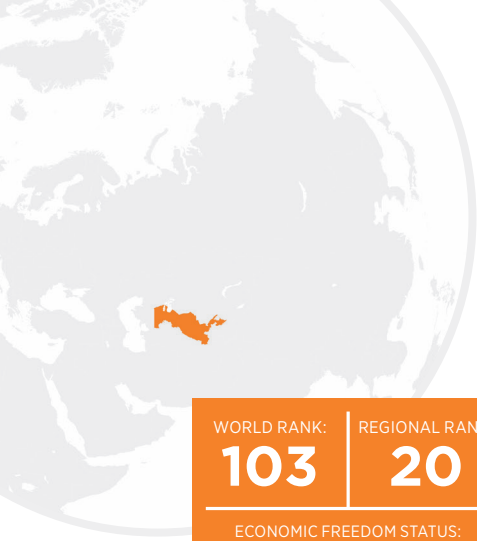 WORLD RANK:
103
REGIONAL RAN
20
ECONOMIC FREEDOM STATUS: